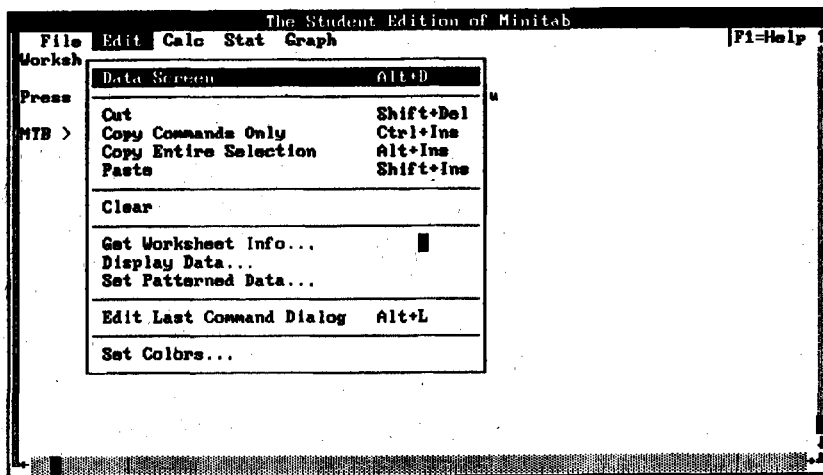 The Student Edition of Minitab
File Edit Calc Stat Graph F1=Help
Worksh
Data Screen Alt+D
Press u
Cut Shift+Del
MTB > Copy Commands Only Ctrl+Ins
Copy Entire Selection Alt+Ins
Paste Shift+Ins
Clear
Get Worksheet Info...
Display Data...
Set Patterned Data...
Edit Last Command Dialog Alt+L
Set Colors...